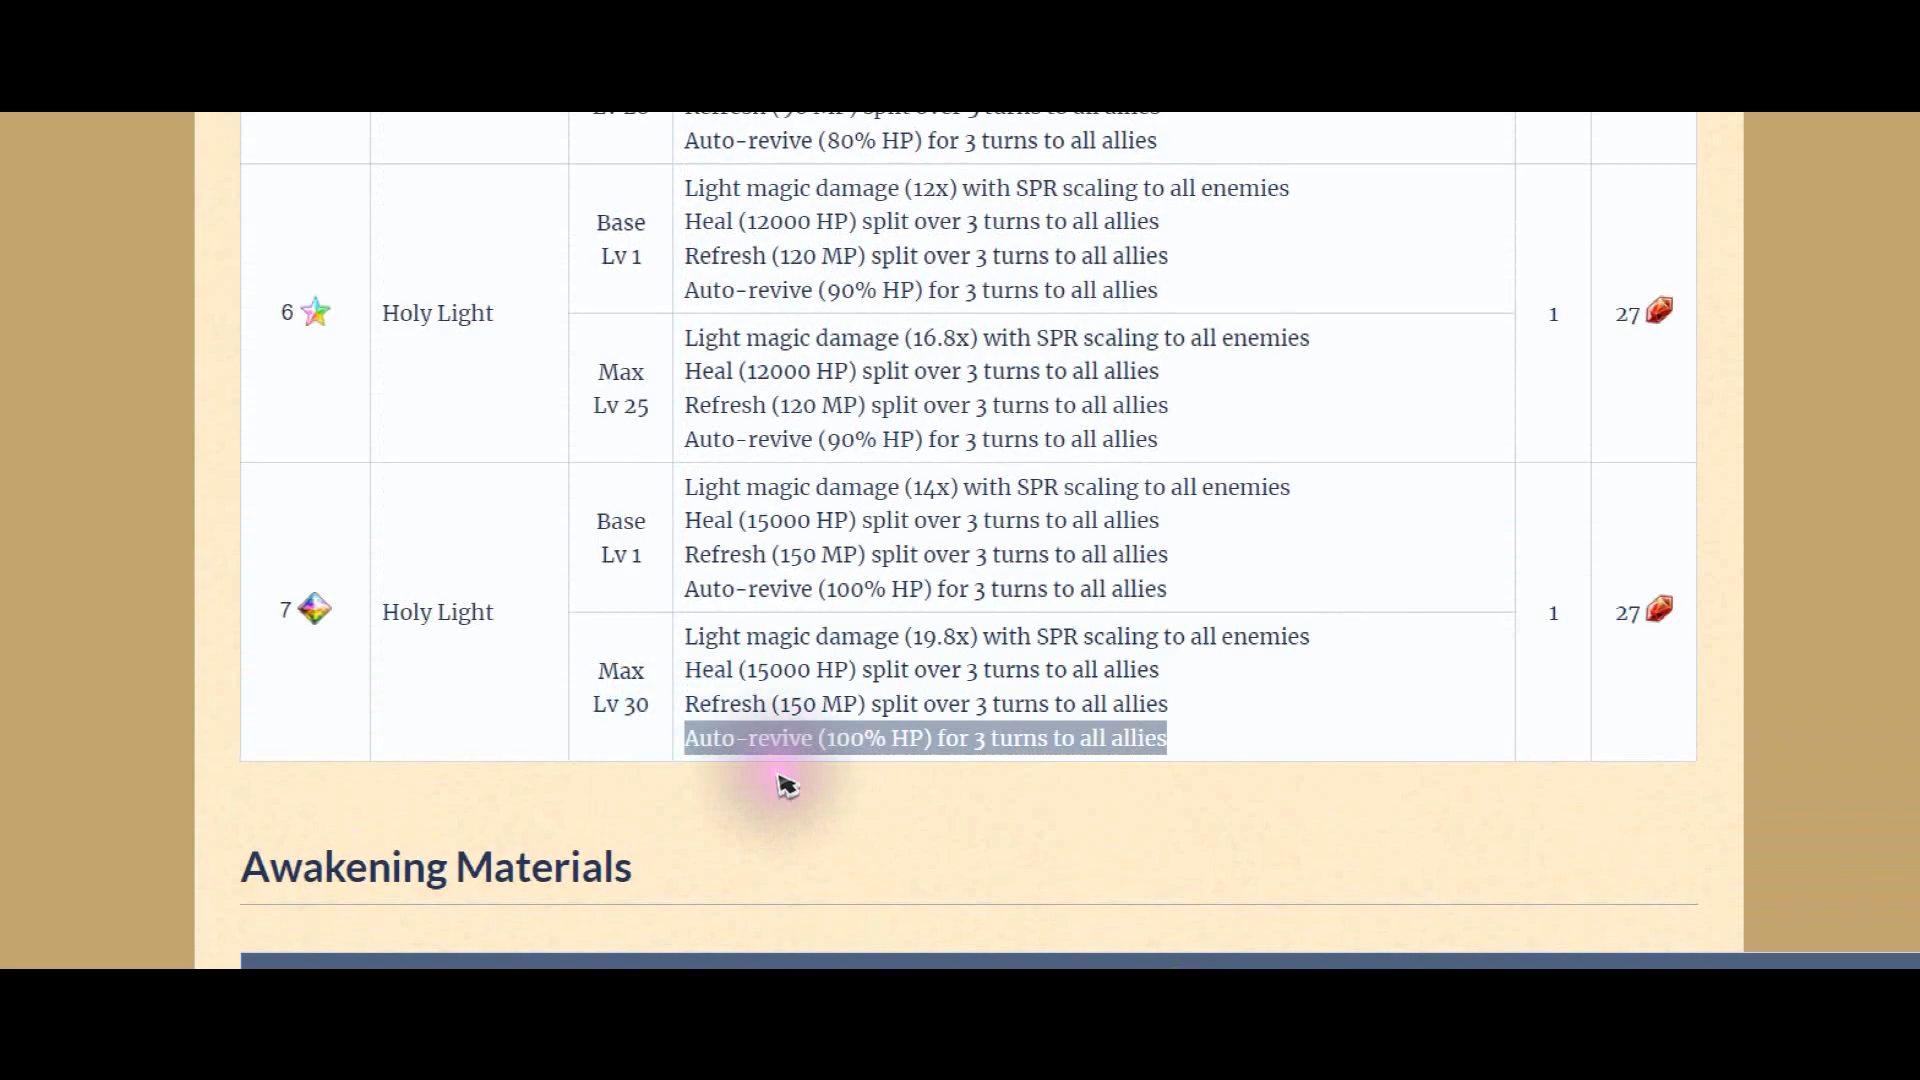 Auto-revive (80% HP) for 3 turns to all allies
6
Holy Light
Base
Lv 1
Light magic damage (12x) with SPR scaling to all enemies
Heal (12000 HP) split over 3 turns to all allies
Refresh (120 MP) split over 3 turns to all allies
Auto-revive (90% HP) for 3 turns to all allies
1
27
Max
Lv 25
Light magic damage (16.8x) with SPR scaling to all enemies
Heal (12000 HP) split over 3 turns to all allies
Refresh (120 MP) split over 3 turns to all allies
Auto-revive (90% HP) for 3 turns to all allies
7
Holy Light
Base
Lv 1
Light magic damage (14x) with SPR scaling to all enemies
Heal (15000 HP) split over 3 turns to all allies
Refresh (150 MP) split over 3 turns to all allies
Auto-revive (100% HP) for 3 turns to all allies
1
27
Max
Lv 30
Light magic damage (19.8x) with SPR scaling to all enemies
Heal (15000 HP) split over 3 turns to all allies
Refresh (150 MP) split over 3 turns to all allies
Auto-revive (100% HP) for 3 turns to all allies
Awakening Materials